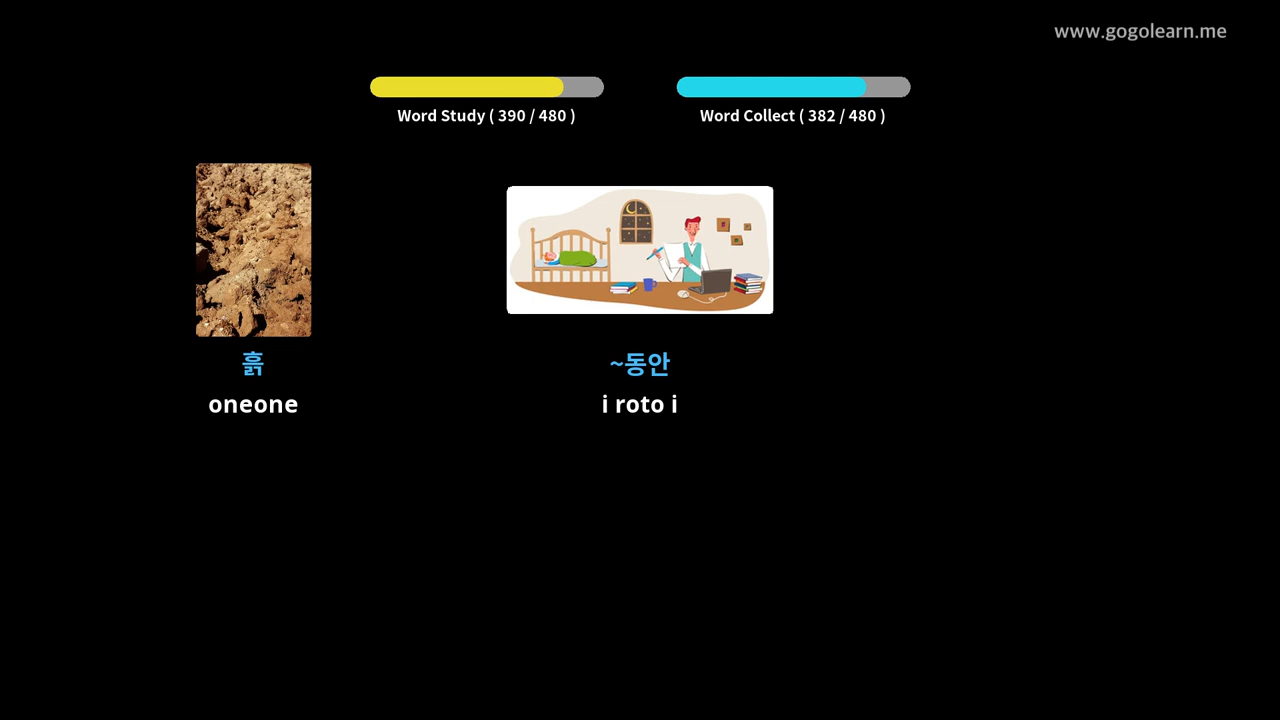 www.gogolearn.me
Word Study ( 390 / 480 )
Word Collect ( 382 / 480 )
흙
oneone
~동안
i roto i